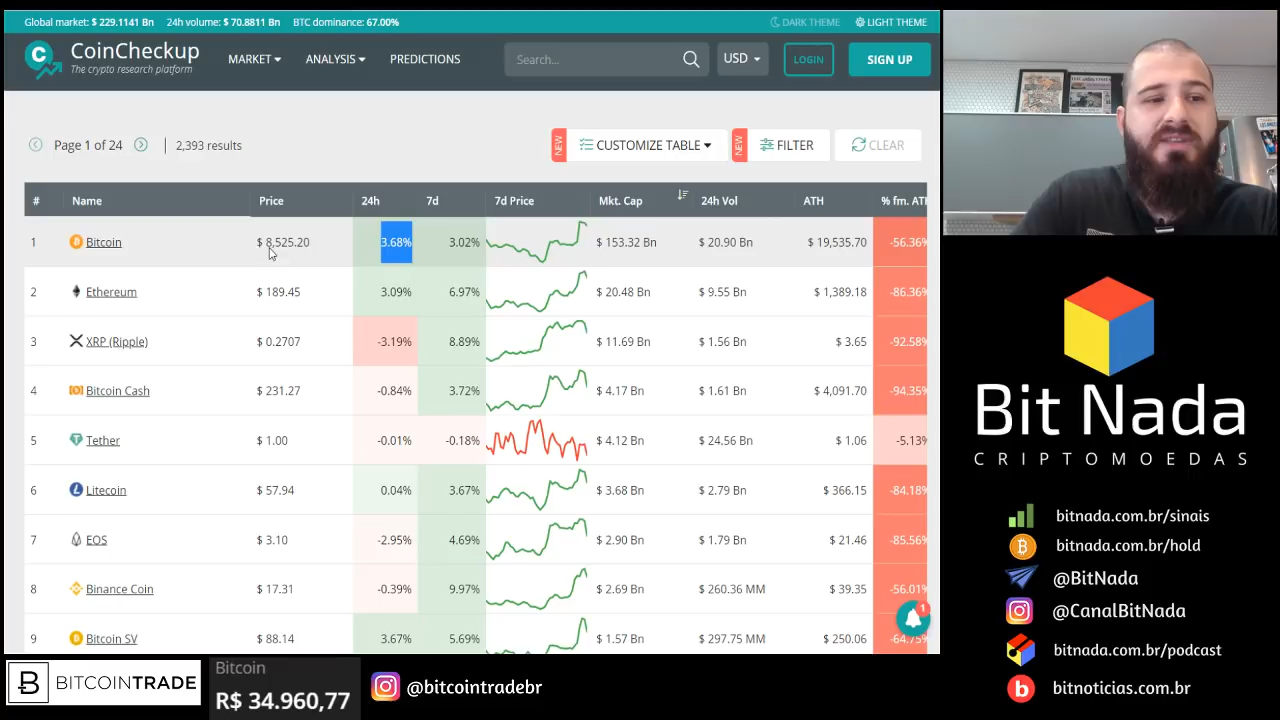 Global market: $ 229.1141 Bn 24h volume: $ 70.8811 Bn BTC dominance: 67.00% DARK THEME LIGHT THEME
CoinCheckup
The crypto research platform
MARKET ANALYSIS PREDICTIONS Search... USD LOGIN SIGN UP
Page 1 of 24 2,393 results NEW CUSTOMIZE TABLE NEW FILTER CLEAR
# Name Price 24h 7d 7d Price Mkt. Cap 24h Vol ATH % fm. ATH
1 Bitcoin $ 8,525.20 3.68% 3.02% $ 153.32 Bn $ 20.90 Bn $ 19,535.70 -56.36%
2 Ethereum $ 189.45 3.09% 6.97% $ 20.48 Bn $ 9.55 Bn $ 1,389.18 -86.36%
3 XRP (Ripple) $ 0.2707 -3.19% 8.89% $ 11.69 Bn $ 1.56 Bn $ 3.65 -92.58%
4 Bitcoin Cash $ 231.27 -0.84% 3.72% $ 4.17 Bn $ 1.61 Bn $ 4,091.70 -94.35%
5 Tether $ 1.00 -0.01% -0.18% $ 4.12 Bn $ 24,56 Bn $ 1.06 -5.13%
6 Litecoin $ 57.94 0.04% 3.67% $ 3.68 Bn $ 2.79 Bn $ 366.15 -84.18%
7 EOS $ 3.10 -2.95% 4.69% $ 2.90 Bn $ 1.79 Bn $ 21.46 -85.56%
8 Binance Coin $ 17.31 -0.39% 9.97% $ 2.69 Bn $ 260.36 MM $ 39.35 -56.01%
9 Bitcoin SV $ 88.14 3.67% 5.69% $ 1.57 Bn $ 297.75 MM $ 250.06 -64.75%
1
Bit Nada
CRIPTOMOEDAS
bitnada.com.br/sinais
bitnada.com.br/hold
@BitNada
@CanalBitNada
bitnada.com.br/podcast
bitnoticias.com.br
BITCOINTRADE
Bitcoin
R$ 34.960,77
@bitcointradebr